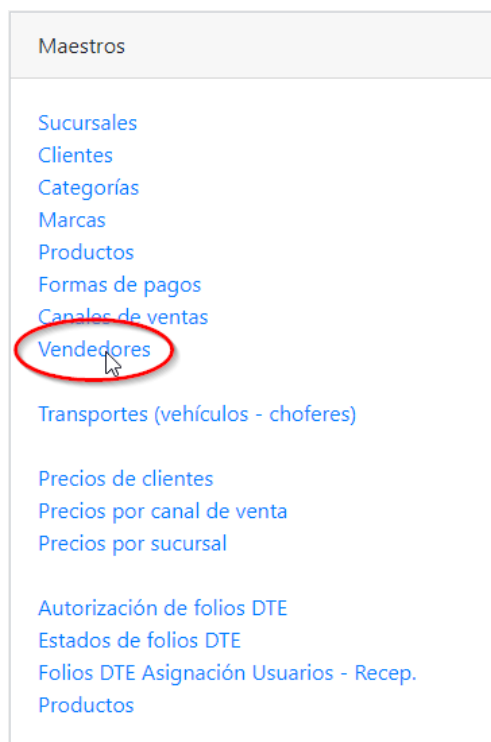 Maestros
Sucursales
Clientes
Categorías
Marcas
Productos
Formas de pagos
Canales de ventas
Vendedores
Transportes (vehículos - choferes)
Precios de clientes
Precios por canal de venta
Precios por sucursal
Autorización de folios DTE
Estados de folios DTE
Folios DTE Asignación Usuarios - Recep.
Productos